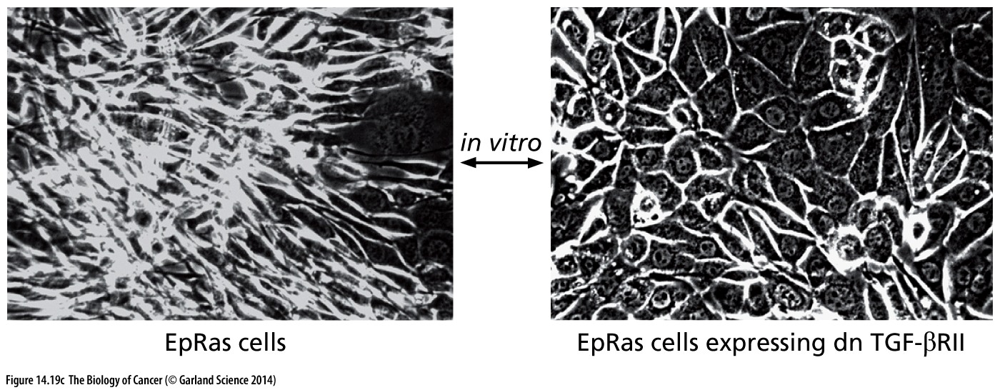 in vitro
EpRas cells
EpRas cells expressing dn TGF-βRII
Figure 14.19c The Biology of Cancer (© Garland Science 2014)